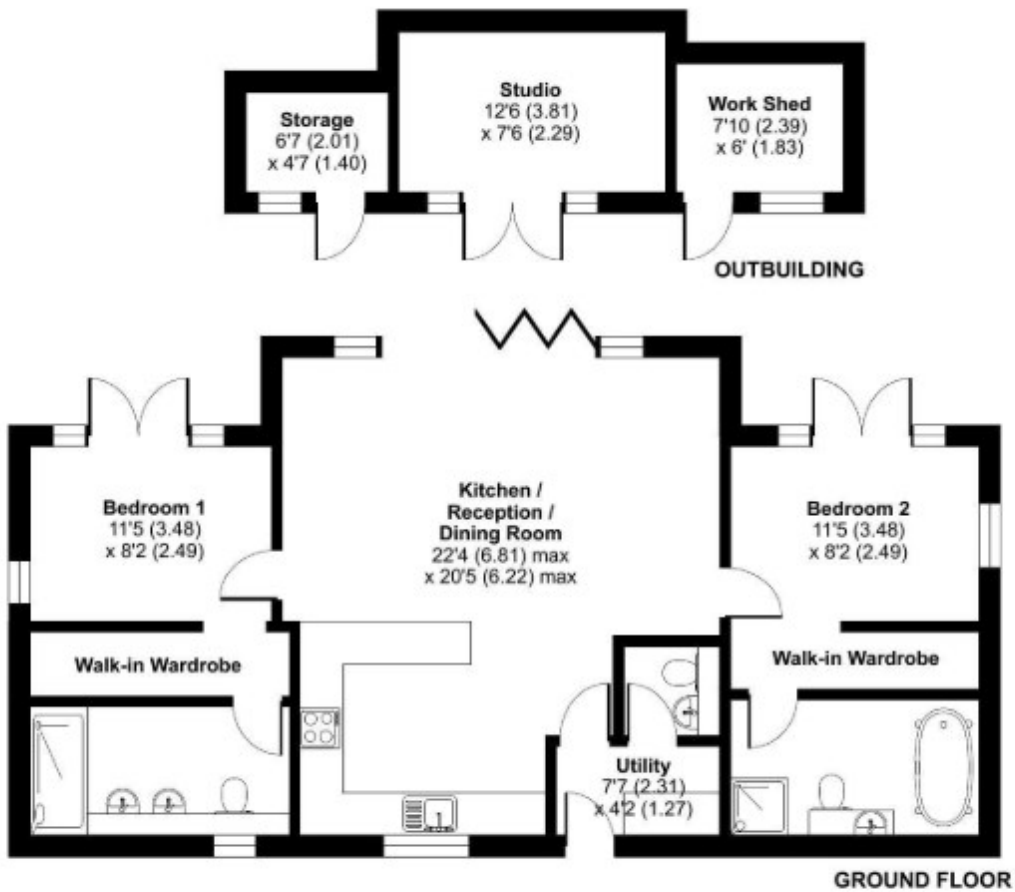 Storage
6'7 (2.01)
x 4'7 (1.40)
Studio
12'6 (3.81)
x 7'6 (2.29)
Work Shed
7'10 (2.39)
x 6' (1.83)
OUTBUILDING
Bedroom 1
11'5 (3.48)
x 8'2 (2.49)
Kitchen /
Reception /
Dining Room
22'4 (6.81) max
x 20'5 (6.22) max
Bedroom 2
11'5 (3.48)
x 8'2 (2.49)
Walk-in Wardrobe
Walk-in Wardrobe
Utility
7'7 (2.31)
x 4'2 (1.27)
GROUND FLOOR